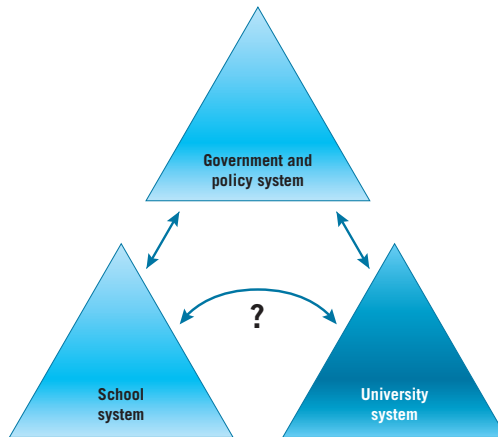 Government and
policy system
?
School
system
University
system